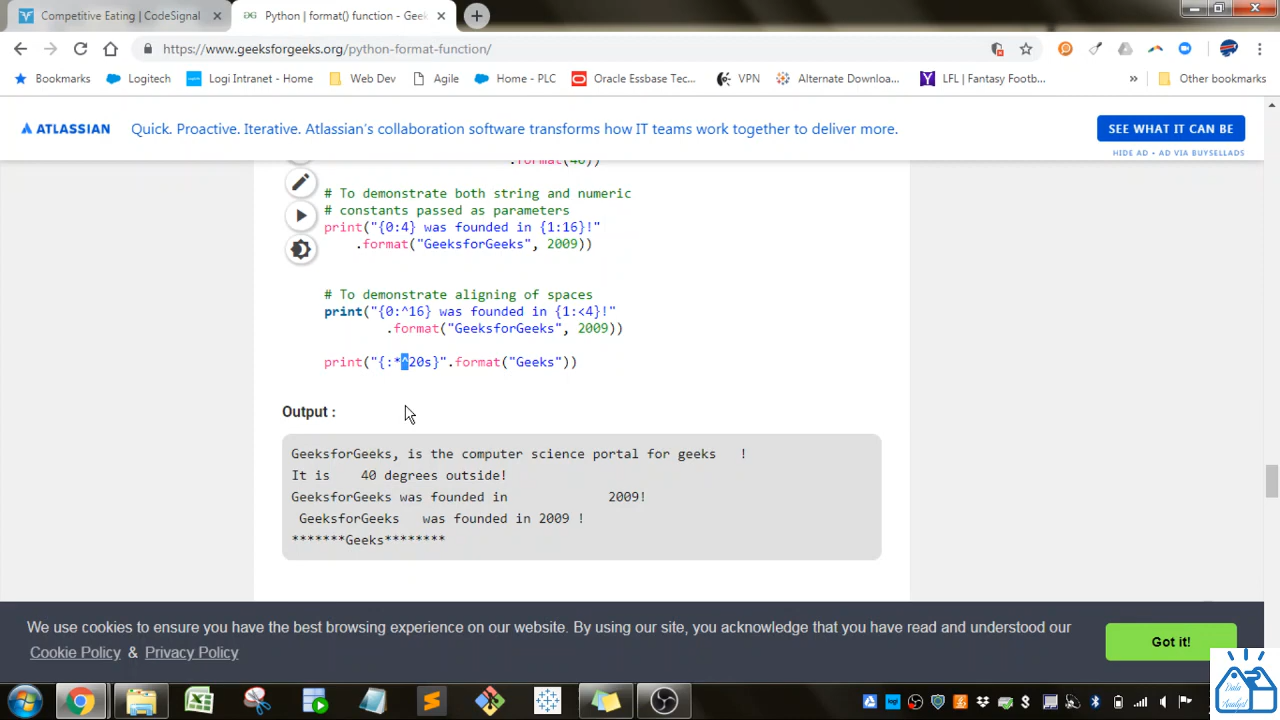 Competitive Eating | CodeSignal
Python | format() function - Geek
https://www.geeksforgeeks.org/python-format-function/
Bookmarks Logitech Logi Intranet - Home Web Dev Agile Home - PLC Oracle Essbase Tec... VPN Alternate Downloa... LFL | Fantasy Footb... » Other bookmarks
ATLASSIAN Quick. Proactive. Iterative. Atlassian's collaboration software transforms how IT teams work together to deliver more. SEE WHAT IT CAN BE
HIDE AD • AD VIA BUYSELLADS
.format(40))
# To demonstrate both string and numeric
# constants passed as parameters
print("{0:4} was founded in {1:16}!"
.format("GeeksforGeeks", 2009))
# To demonstrate aligning of spaces
print("{0:^16} was founded in {1:<4}!"
.format("GeeksforGeeks", 2009))
print("{:*^20s}".format("Geeks"))
Output :
GeeksforGeeks, is the computer science portal for geeks   !
It is    40 degrees outside!
GeeksforGeeks was founded in             2009!
GeeksforGeeks   was founded in 2009 !
*******Geeks********
We use cookies to ensure you have the best browsing experience on our website. By using our site, you acknowledge that you have read and understood our
Cookie Policy & Privacy Policy
Got it!
Data
Analyst